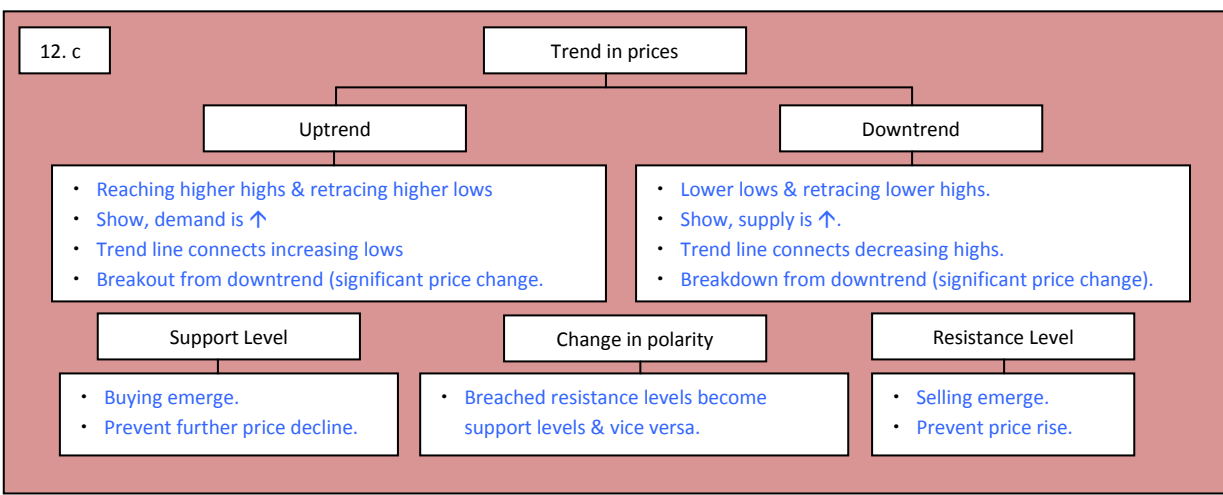 12. c
Trend in prices
Uptrend
Downtrend
• Reaching higher highs & retracing higher lows
• Show, demand is ↑
• Trend line connects increasing lows
• Breakout from downtrend (significant price change.
• Lower lows & retracing lower highs.
• Show, supply is ↑.
• Trend line connects decreasing highs.
• Breakdown from downtrend (significant price change).
Support Level
Change in polarity
Resistance Level
• Buying emerge.
• Prevent further price decline.
• Breached resistance levels become
support levels & vice versa.
• Selling emerge.
• Prevent price rise.